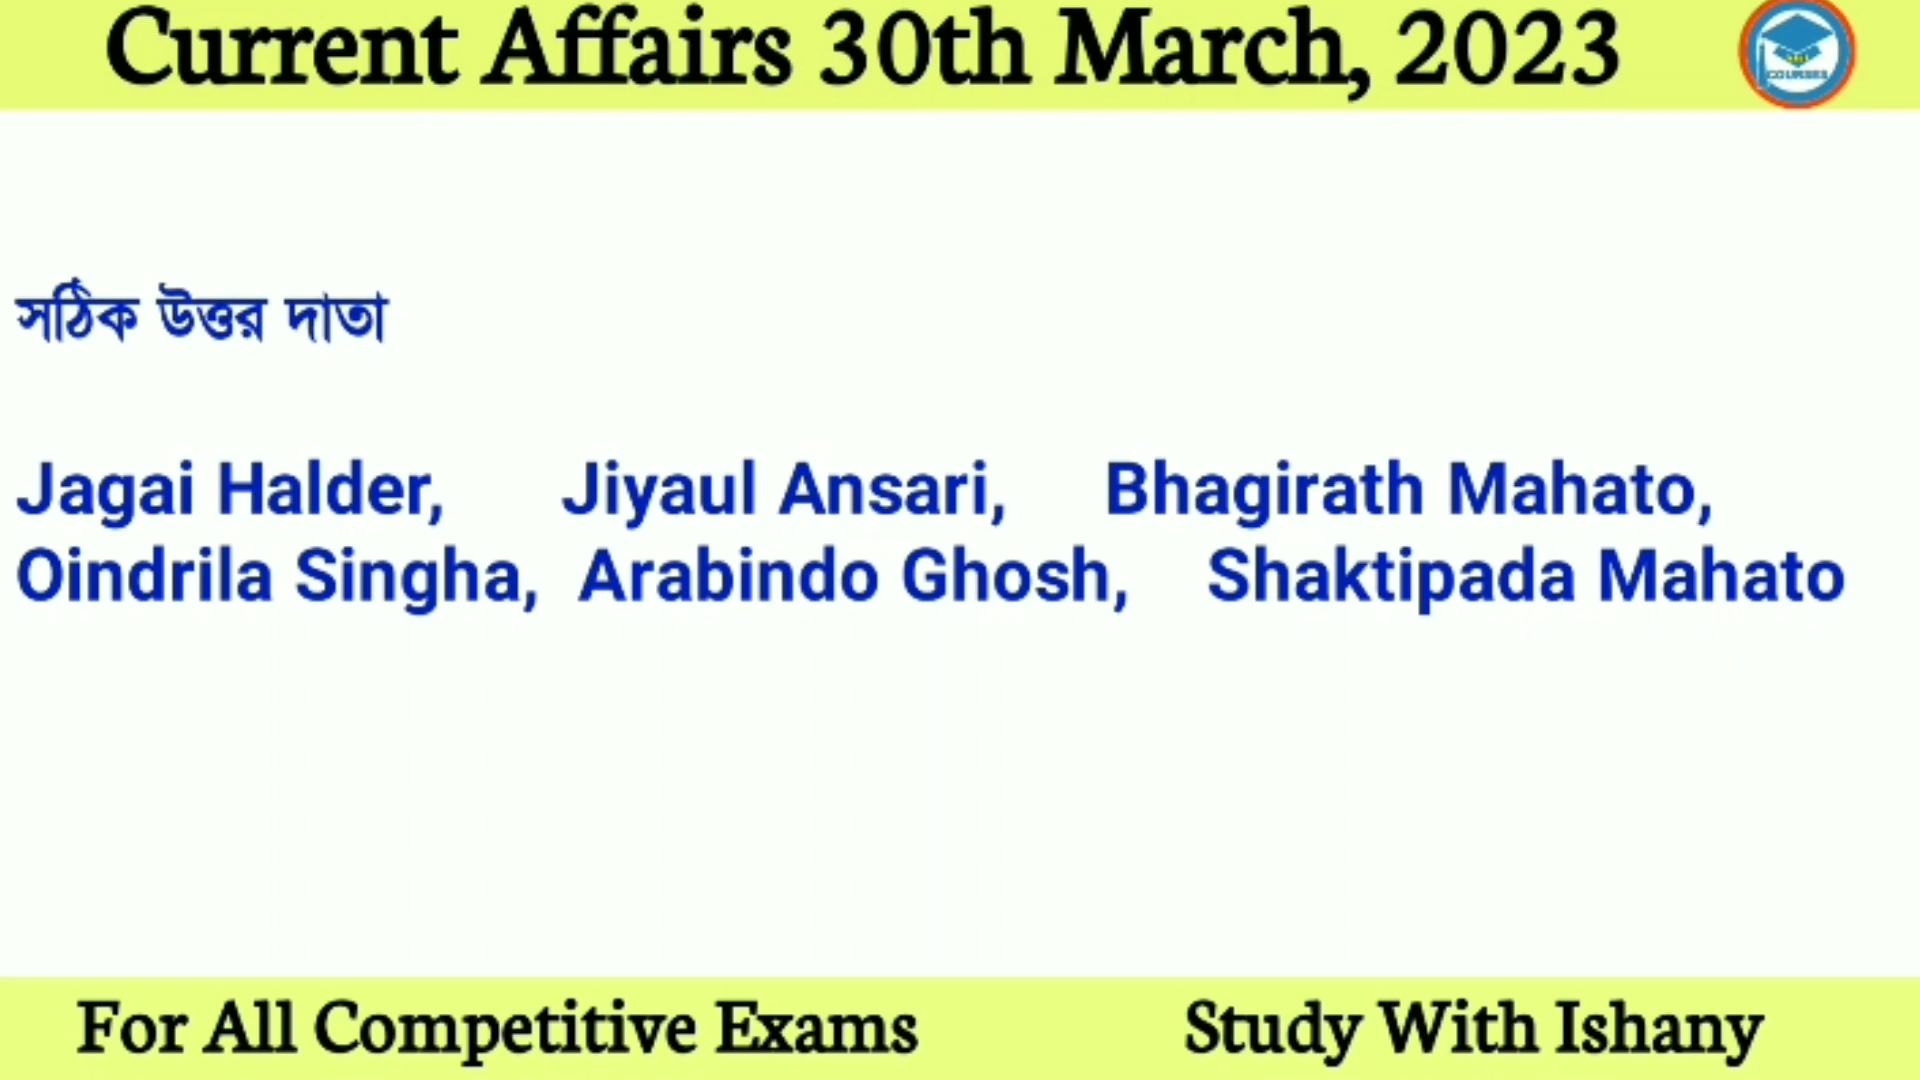 Current Affairs 30th March, 2023
COURSES
সঠিক উত্তর দাতা
Jagai Halder, Jiyaul Ansari, Bhagirath Mahato,
Oindrila Singha, Arabindo Ghosh, Shaktipada Mahato
For All Competitive Exams Study With Ishany